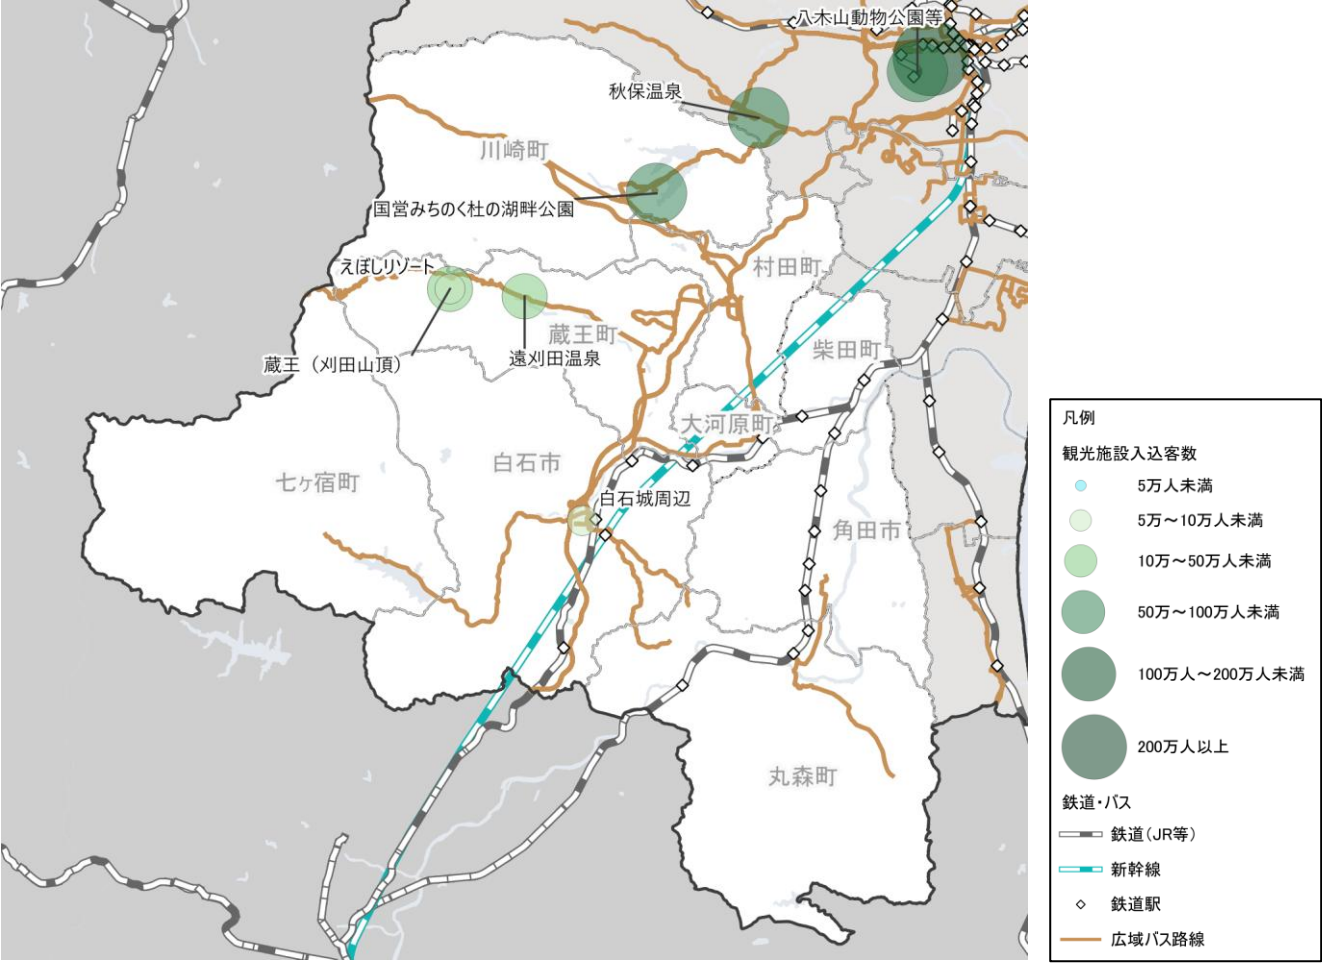 八木山動物公園等
秋保温泉
川崎町
国営みちのく杜の湖畔公園
えぼしリゾート
村田町
蔵王町
蔵王（刈田山頂）
遠刈田温泉
柴田町
大河原町
白石市
七ヶ宿町
白石城周辺
角田市
丸森町
凡例
観光施設入込客数
5万人未満
5万～10万人未満
10万～50万人未満
50万～100万人未満
100万人～200万人未満
200万人以上
鉄道・バス
鉄道（JR等）
新幹線
鉄道駅
広域バス路線